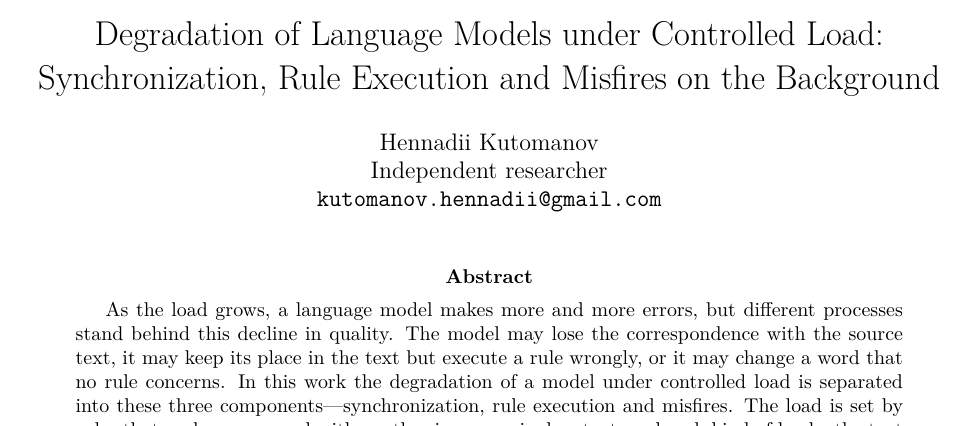 Degradation of Language Models under Controlled Load:
Synchronization, Rule Execution and Misfires on the Background
Hennadii Kutomanov
Independent researcher
kutomanov.hennadii@gmail.com
Abstract
As the load grows, a language model makes more and more errors, but different processes
stand behind this decline in quality. The model may lose the correspondence with the source
text, it may keep its place in the text but execute a rule wrongly, or it may change a word that
no rule concerns. In this work the degradation of a model under controlled load is separated
into these three components—synchronization, rule execution and misfires. The load is set by